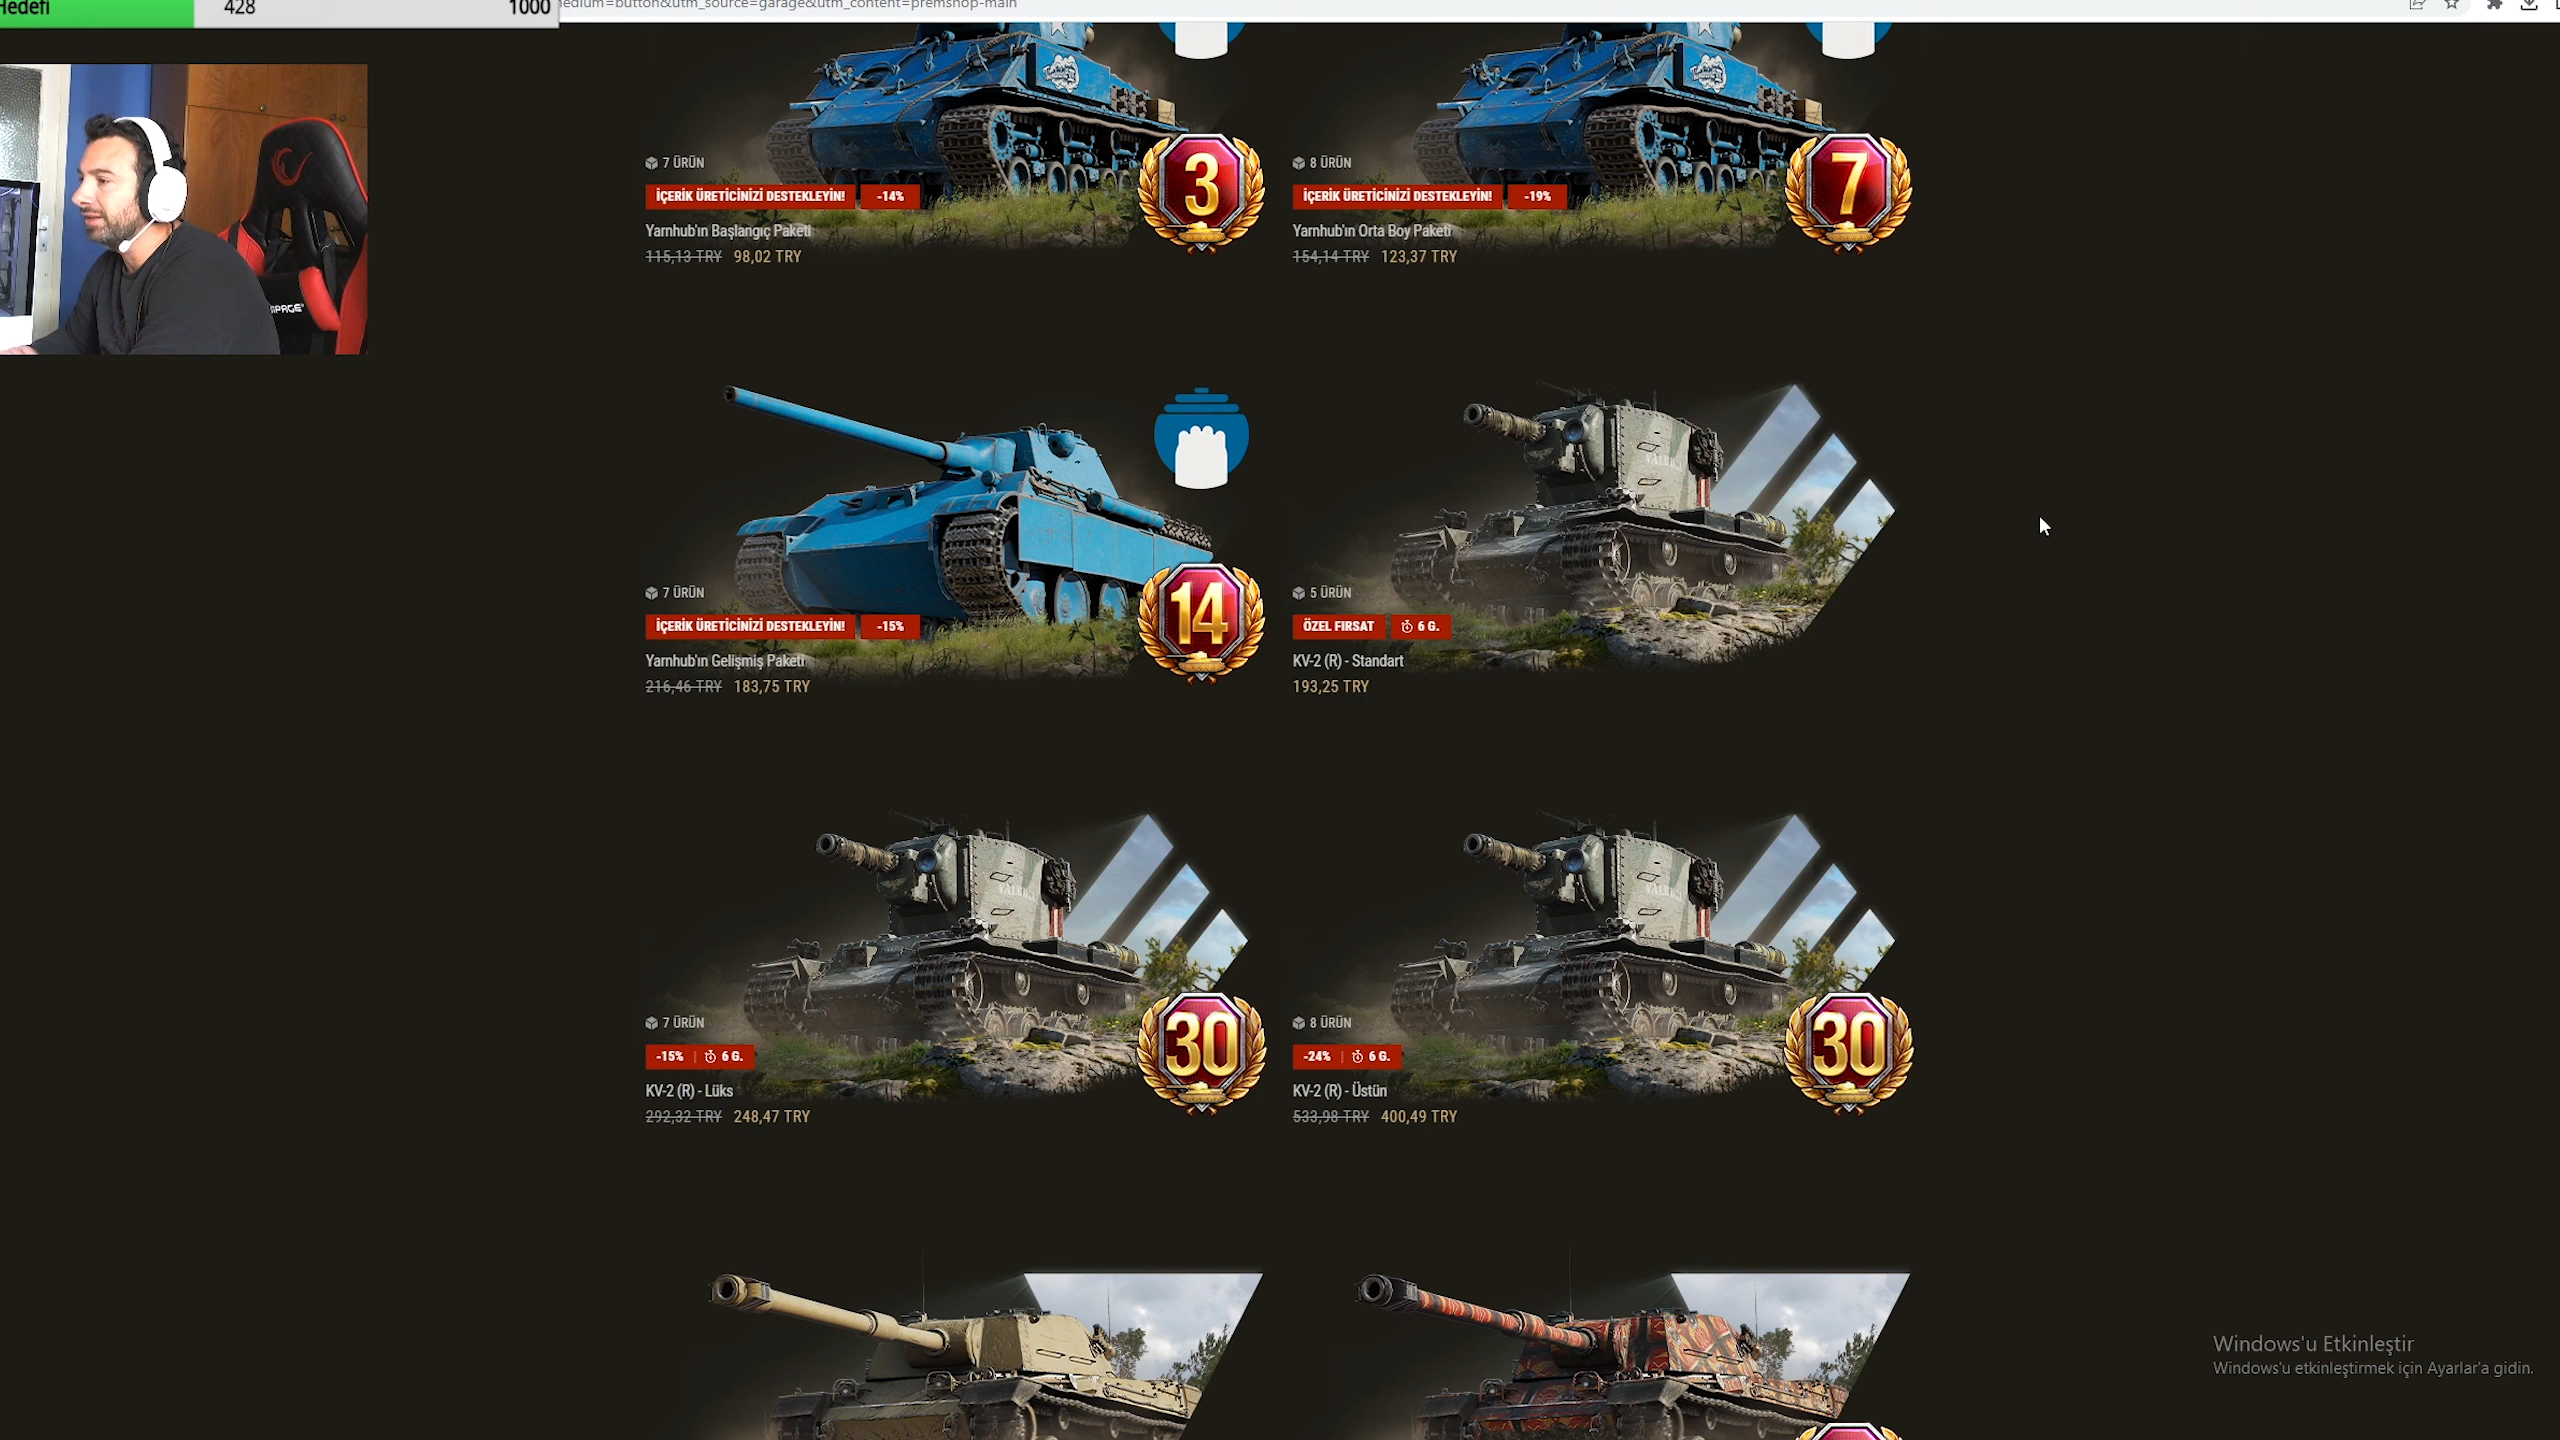 Hedefi 428 1000
medium=button&utm_source=garage&utm_content=premshop-main
7 ÜRÜN
İÇERİK ÜRETİCİNİZİ DESTEKLEYİN! -14%
Yarnhub'ın Başlangıç Paketi
115,13 TRY 98,02 TRY
3
8 ÜRÜN
İÇERİK ÜRETİCİNİZİ DESTEKLEYİN! -19%
Yarnhub'ın Orta Boy Paketi
154,14 TRY 123,37 TRY
7
7 ÜRÜN
İÇERİK ÜRETİCİNİZİ DESTEKLEYİN! -15%
Yarnhub'ın Gelişmiş Paketi
216,46 TRY 183,75 TRY
14
5 ÜRÜN
ÖZEL FIRSAT 6 G.
KV-2 (R) - Standart
193,25 TRY
7 ÜRÜN
-15% | 6 G.
KV-2 (R) - Lüks
292,32 TRY 248,47 TRY
30
8 ÜRÜN
-24% | 6 G.
KV-2 (R) - Üstün
533,98 TRY 400,49 TRY
30
Windows'u Etkinleştir
Windows'u etkinleştirmek için Ayarlar'a gidin.